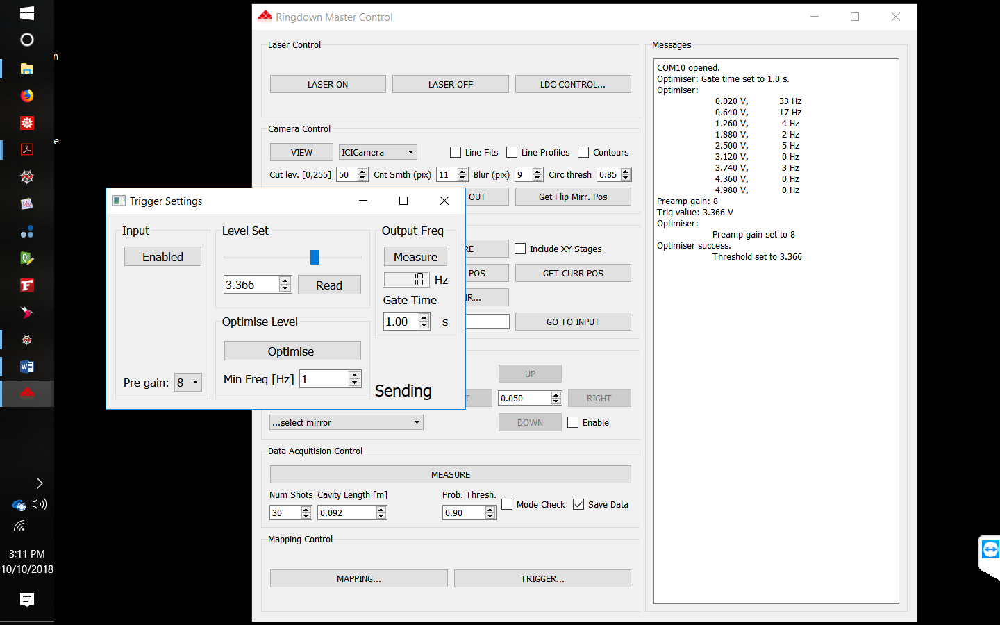 Ringdown Master Control
Laser Control
LASER ON
LASER OFF
LDC CONTROL...
Camera Control
VIEW
ICICamera
Line Fits
Line Profiles
Contours
Cut lev. [0,255]
50
Cnt Smth (pix)
11
Blur (pix)
9
Circ thresh
0.85
OUT
Get Flip Mirr. Pos
RE
Include XY Stages
POS
GET CURR POS
IR...
GO TO INPUT
UP
T
0.050
RIGHT
...select mirror
DOWN
Enable
Data Acquitision Control
MEASURE
Num Shots
Cavity Length [m]
Prob. Thresh.
30
0.092
0.90
Mode Check
Save Data
Mapping Control
MAPPING...
TRIGGER...
Messages
COM10 opened.
Optimiser: Gate time set to 1.0 s.
Optimiser:
0.020 V, 33 Hz
0.640 V, 17 Hz
1.260 V, 4 Hz
1.880 V, 2 Hz
2.500 V, 5 Hz
3.120 V, 0 Hz
3.740 V, 3 Hz
4.360 V, 0 Hz
4.980 V, 0 Hz
Preamp gain: 8
Trig value: 3.366 V
Optimiser:
Preamp gain set to 8
Optimiser success.
Threshold set to 3.366
Trigger Settings
Input
Enabled
Pre gain:
8
Level Set
3.366
Read
Optimise Level
Optimise
Min Freq [Hz]
1
Output Freq
Measure
10 Hz
Gate Time
1.00 s
Sending
n
e
W
Qt
F
3:11 PM
10/10/2018